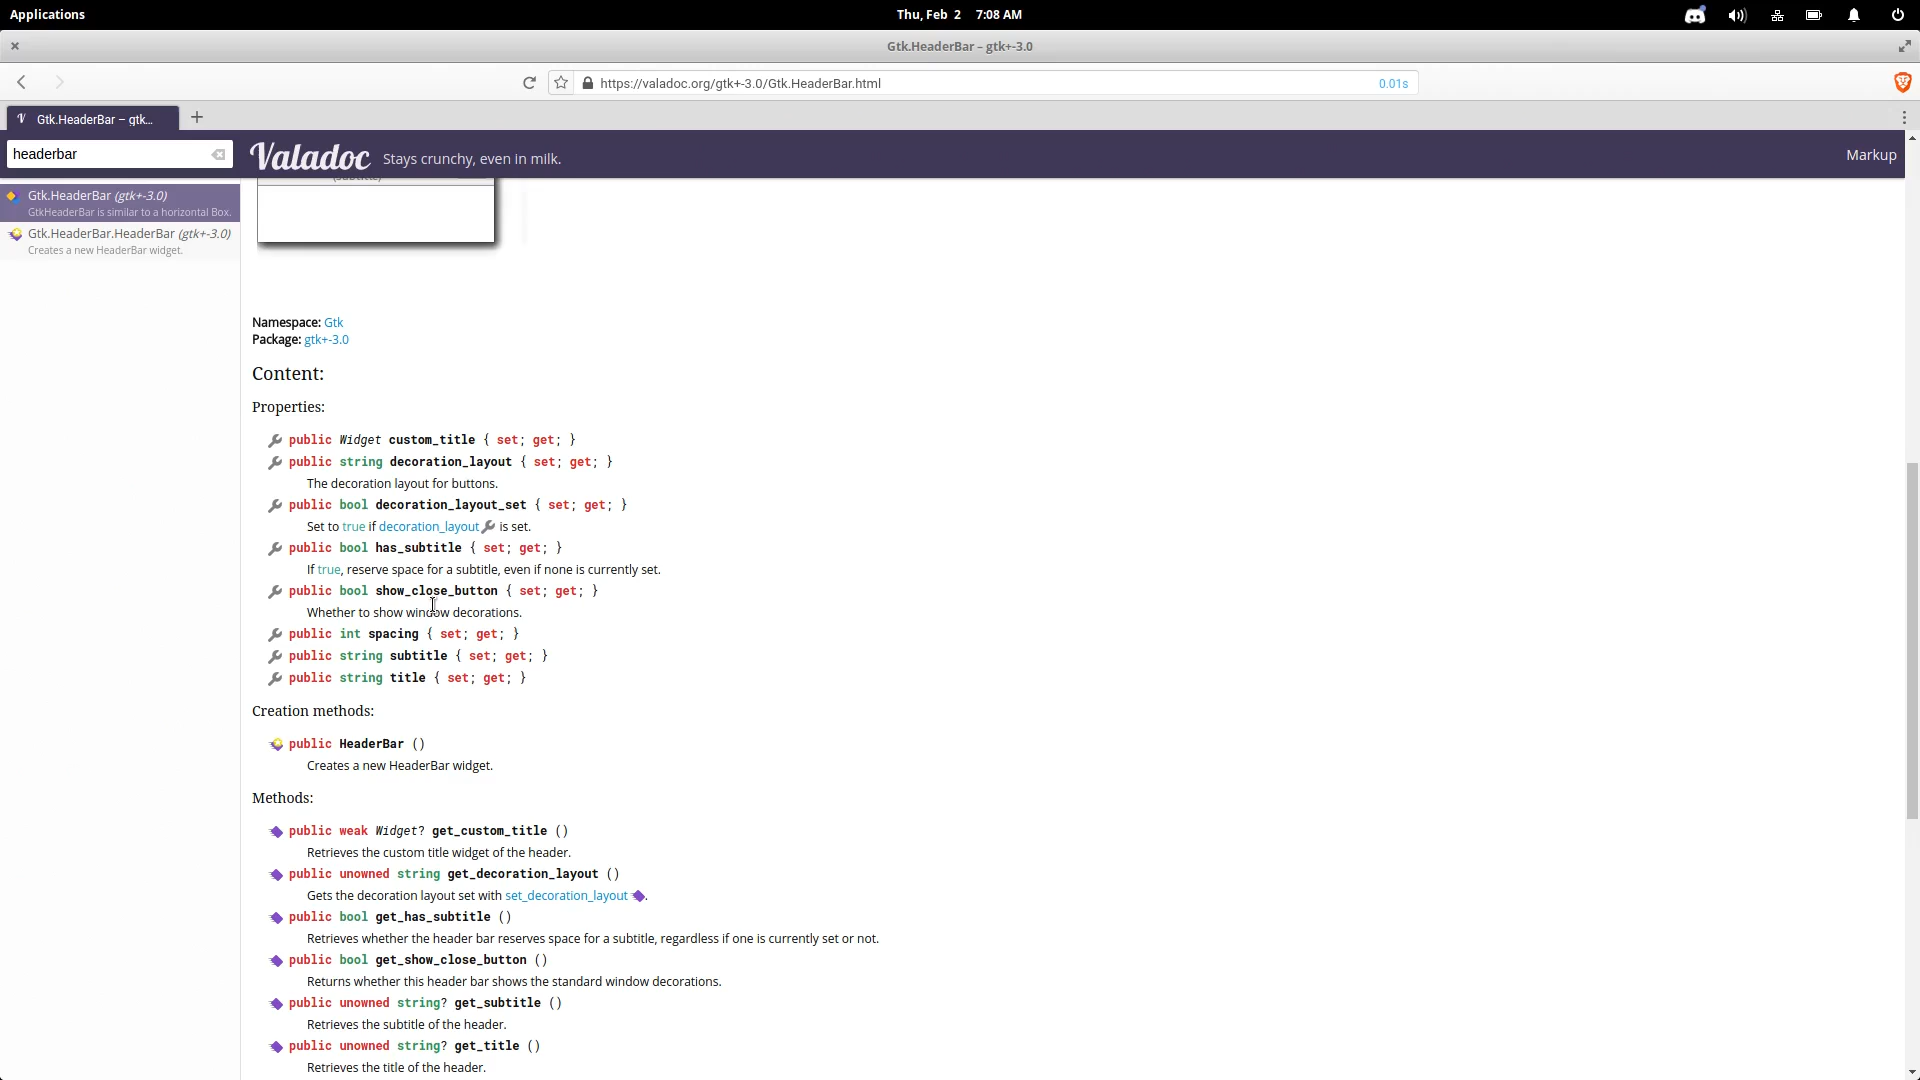 Applications
Thu, Feb 2 7:08 AM
Gtk.HeaderBar – gtk+-3.0
https://valadoc.org/gtk+-3.0/Gtk.HeaderBar.html
0.01s
Gtk.HeaderBar – gtk...
headerbar
Valadoc
Stays crunchy, even in milk.
Markup
Gtk.HeaderBar (gtk+-3.0)
GtkHeaderBar is similar to a horizontal Box.
Gtk.HeaderBar.HeaderBar (gtk+-3.0)
Creates a new HeaderBar widget.
Namespace: Gtk
Package: gtk+-3.0
Content:
Properties:
public Widget custom_title { set; get; }
public string decoration_layout { set; get; }
The decoration layout for buttons.
public bool decoration_layout_set { set; get; }
Set to true if decoration_layout is set.
public bool has_subtitle { set; get; }
If true, reserve space for a subtitle, even if none is currently set.
public bool show_close_button { set; get; }
Whether to show window decorations.
public int spacing { set; get; }
public string subtitle { set; get; }
public string title { set; get; }
Creation methods:
public HeaderBar ()
Creates a new HeaderBar widget.
Methods:
public weak Widget? get_custom_title ()
Retrieves the custom title widget of the header.
public unowned string get_decoration_layout ()
Gets the decoration layout set with set_decoration_layout .
public bool get_has_subtitle ()
Retrieves whether the header bar reserves space for a subtitle, regardless if one is currently set or not.
public bool get_show_close_button ()
Returns whether this header bar shows the standard window decorations.
public unowned string? get_subtitle ()
Retrieves the subtitle of the header.
public unowned string? get_title ()
Retrieves the title of the header.